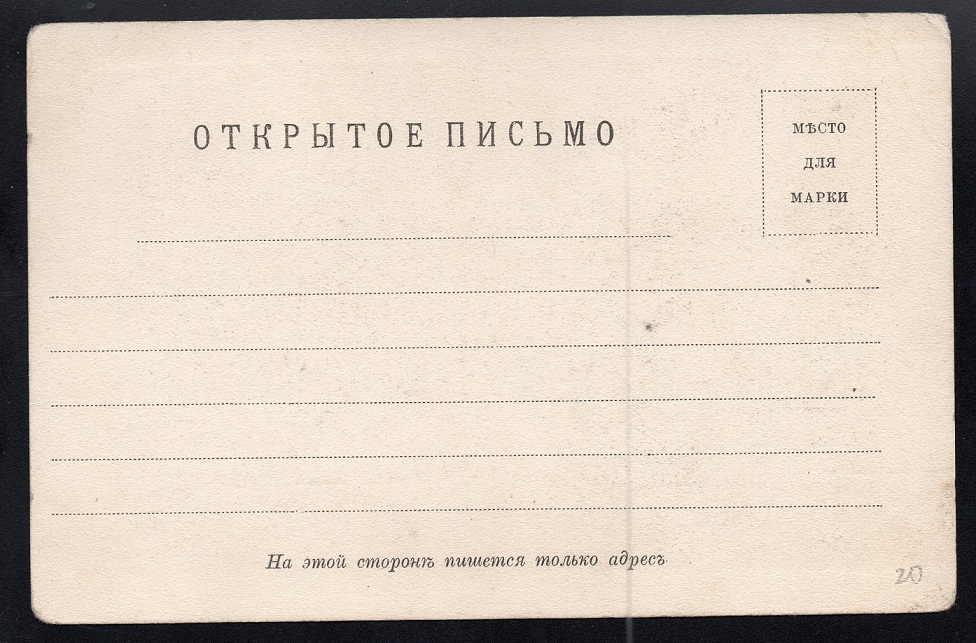 ОТКРЫТОЕ ПИСЬМО
МѢСТО
ДЛЯ
МАРКИ
На этой сторонѣ пишется только адресъ
20